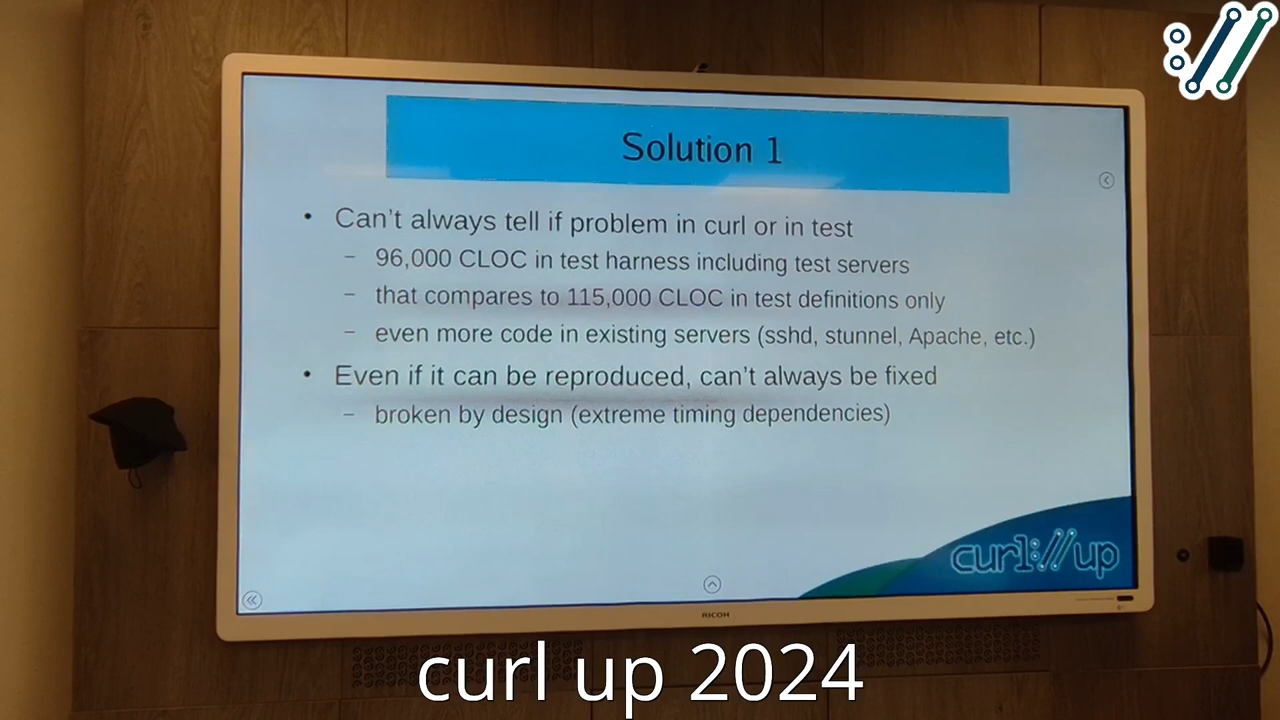 Solution 1
• Can't always tell if problem in curl or in test
– 96,000 CLOC in test harness including test servers
– that compares to 115,000 CLOC in test definitions only
– even more code in existing servers (sshd, stunnel, Apache, etc.)
• Even if it can be reproduced, can't always be fixed
– broken by design (extreme timing dependencies)
curl://up
RICOH
curl up 2024